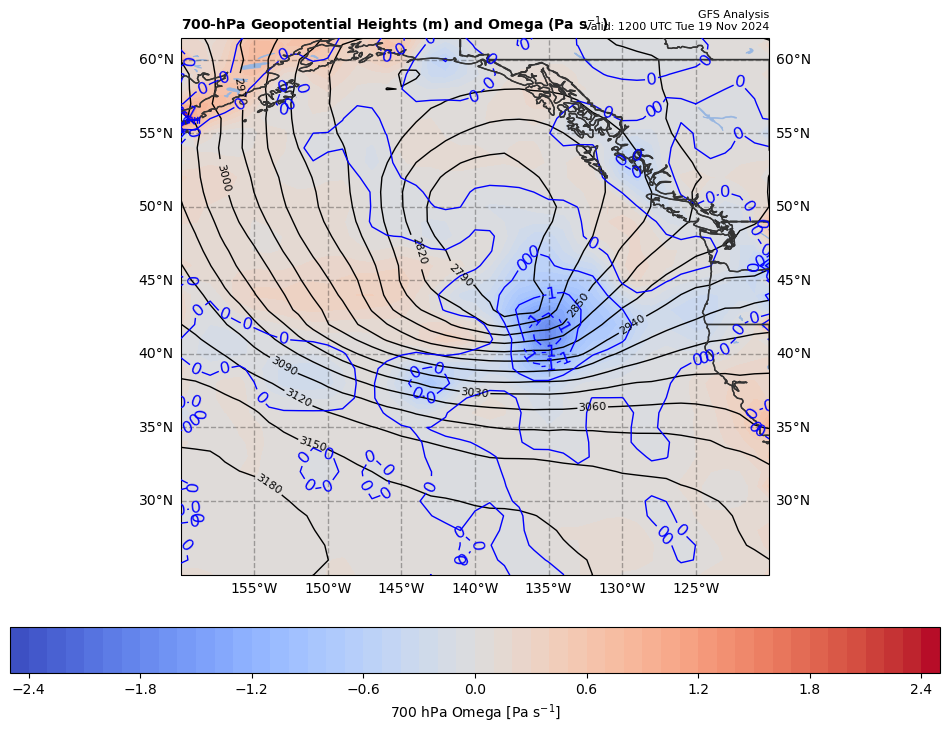 GFS Analysis
700-hPa Geopotential Heights (m) and Omega (Pa s⁻¹)
Valid: 1200 UTC Tue 19 Nov 2024
60°N 60°N
55°N 55°N
50°N 50°N
45°N 45°N
40°N 40°N
35°N 35°N
30°N 30°N
3000
2820
2790
2850
2940
3090
3030
3060
3120
3150
3180
155°W 150°W 145°W 140°W 135°W 130°W 125°W
−2.4 −1.8 −1.2 −0.6 0.0 0.6 1.2 1.8 2.4
700 hPa Omega [Pa s⁻¹]